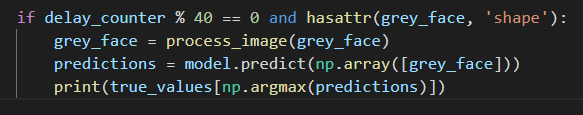 if delay_counter % 40 == 0 and hasattr(grey_face, 'shape'):
    grey_face = process_image(grey_face)
    predictions = model.predict(np.array([grey_face]))
    print(true_values[np.argmax(predictions)])